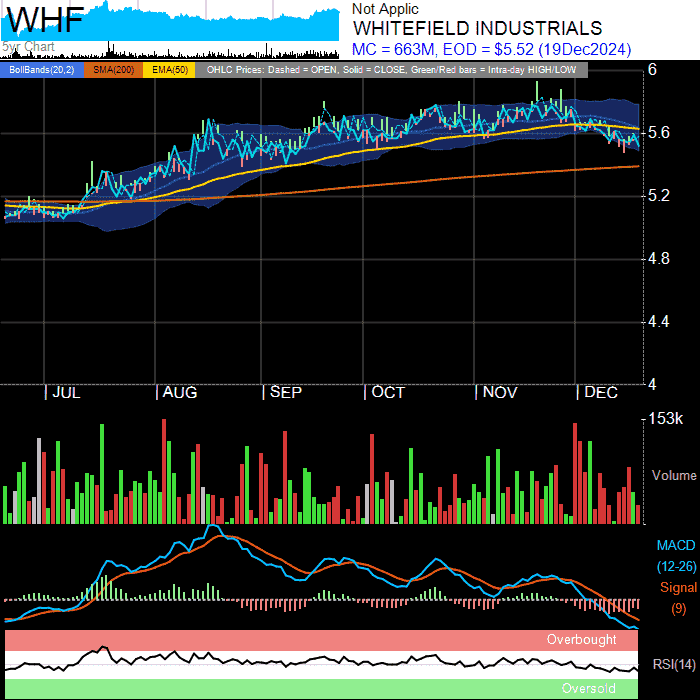 WHF
5yr Chart
Not Applic
WHITEFIELD INDUSTRIALS
MC = 663M, EOD = $5.52 (19Dec2024)
BollBands(20,2) SMA(200) EMA(50) OHLC Prices: Dashed = OPEN, Solid = CLOSE, Green/Red bars = Intra-day HIGH/LOW
6
5.6
5.2
4.8
4.4
4
JUL AUG SEP OCT NOV DEC
153k
Volume
MACD
(12-26)
Signal
(9)
Overbought
RSI(14)
Oversold